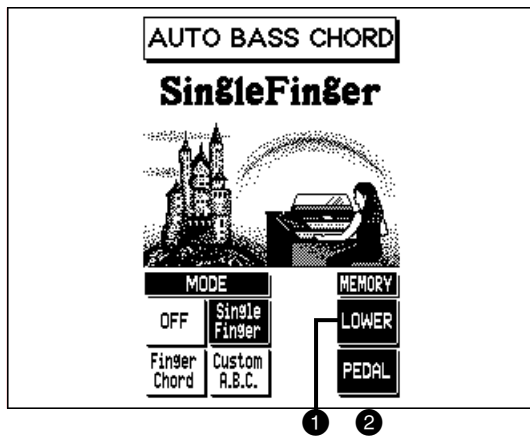 AUTO BASS CHORD
SingleFinger
MODE
MEMORY
OFF
Single
Finger
LOWER
Finger
Chord
Custom
A.B.C.
PEDAL
1
2